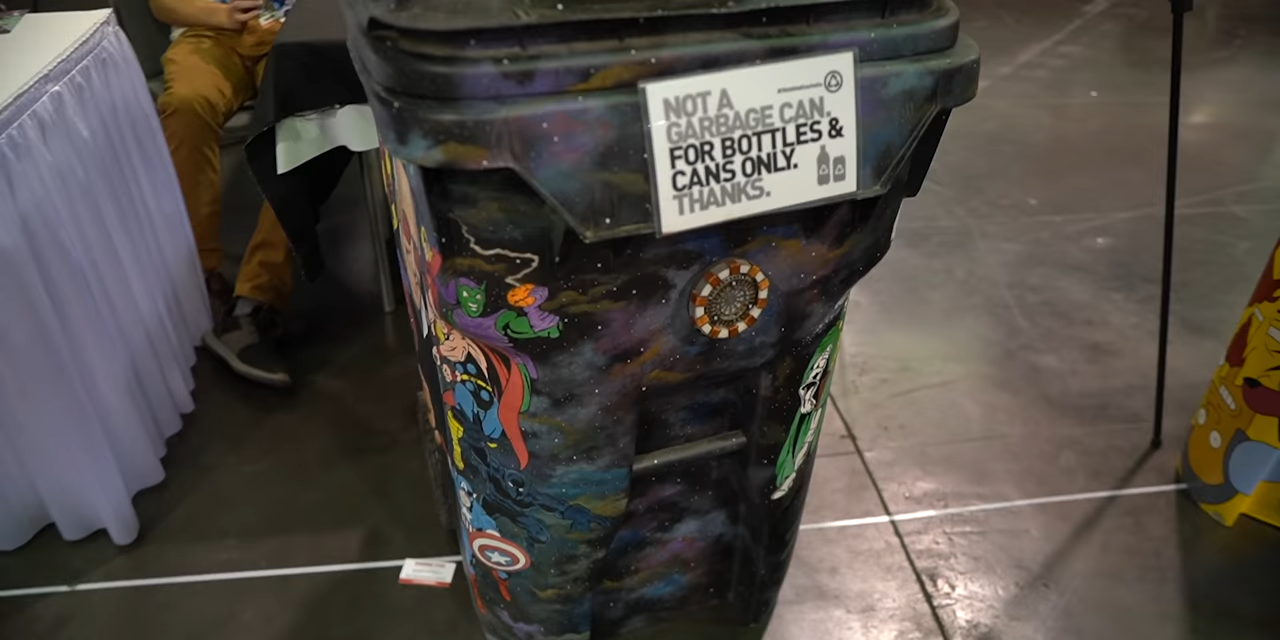 NOT A
GARBAGE CAN.
FOR BOTTLES &
CANS ONLY.
THANKS.